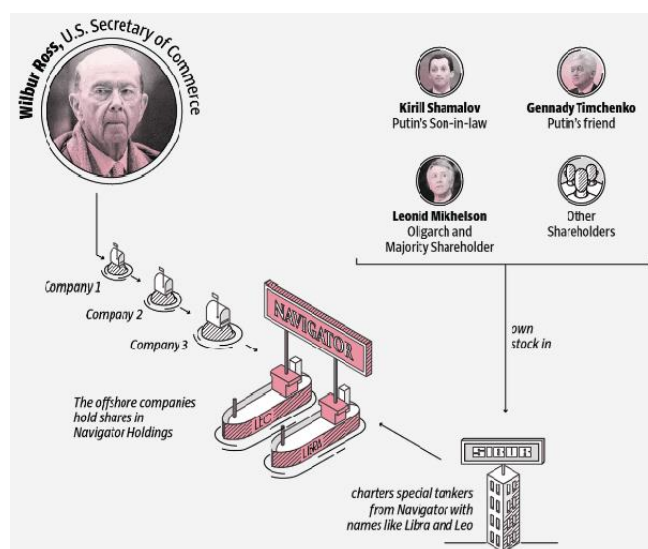 Wilbur Ross, U.S. Secretary of Commerce
Kirill Shamalov
Putin's Son-in-law
Gennady Timchenko
Putin's friend
Leonid Mikhelson
Oligarch and
Majority Shareholder
Other
Shareholders
Company 1
Company 2
Company 3
NAVIGATOR
own
stock in
The offshore companies
hold shares in
Navigator Holdings
LIBRA
SIBUR
charters special tankers
from Navigator with
names like Libra and Leo